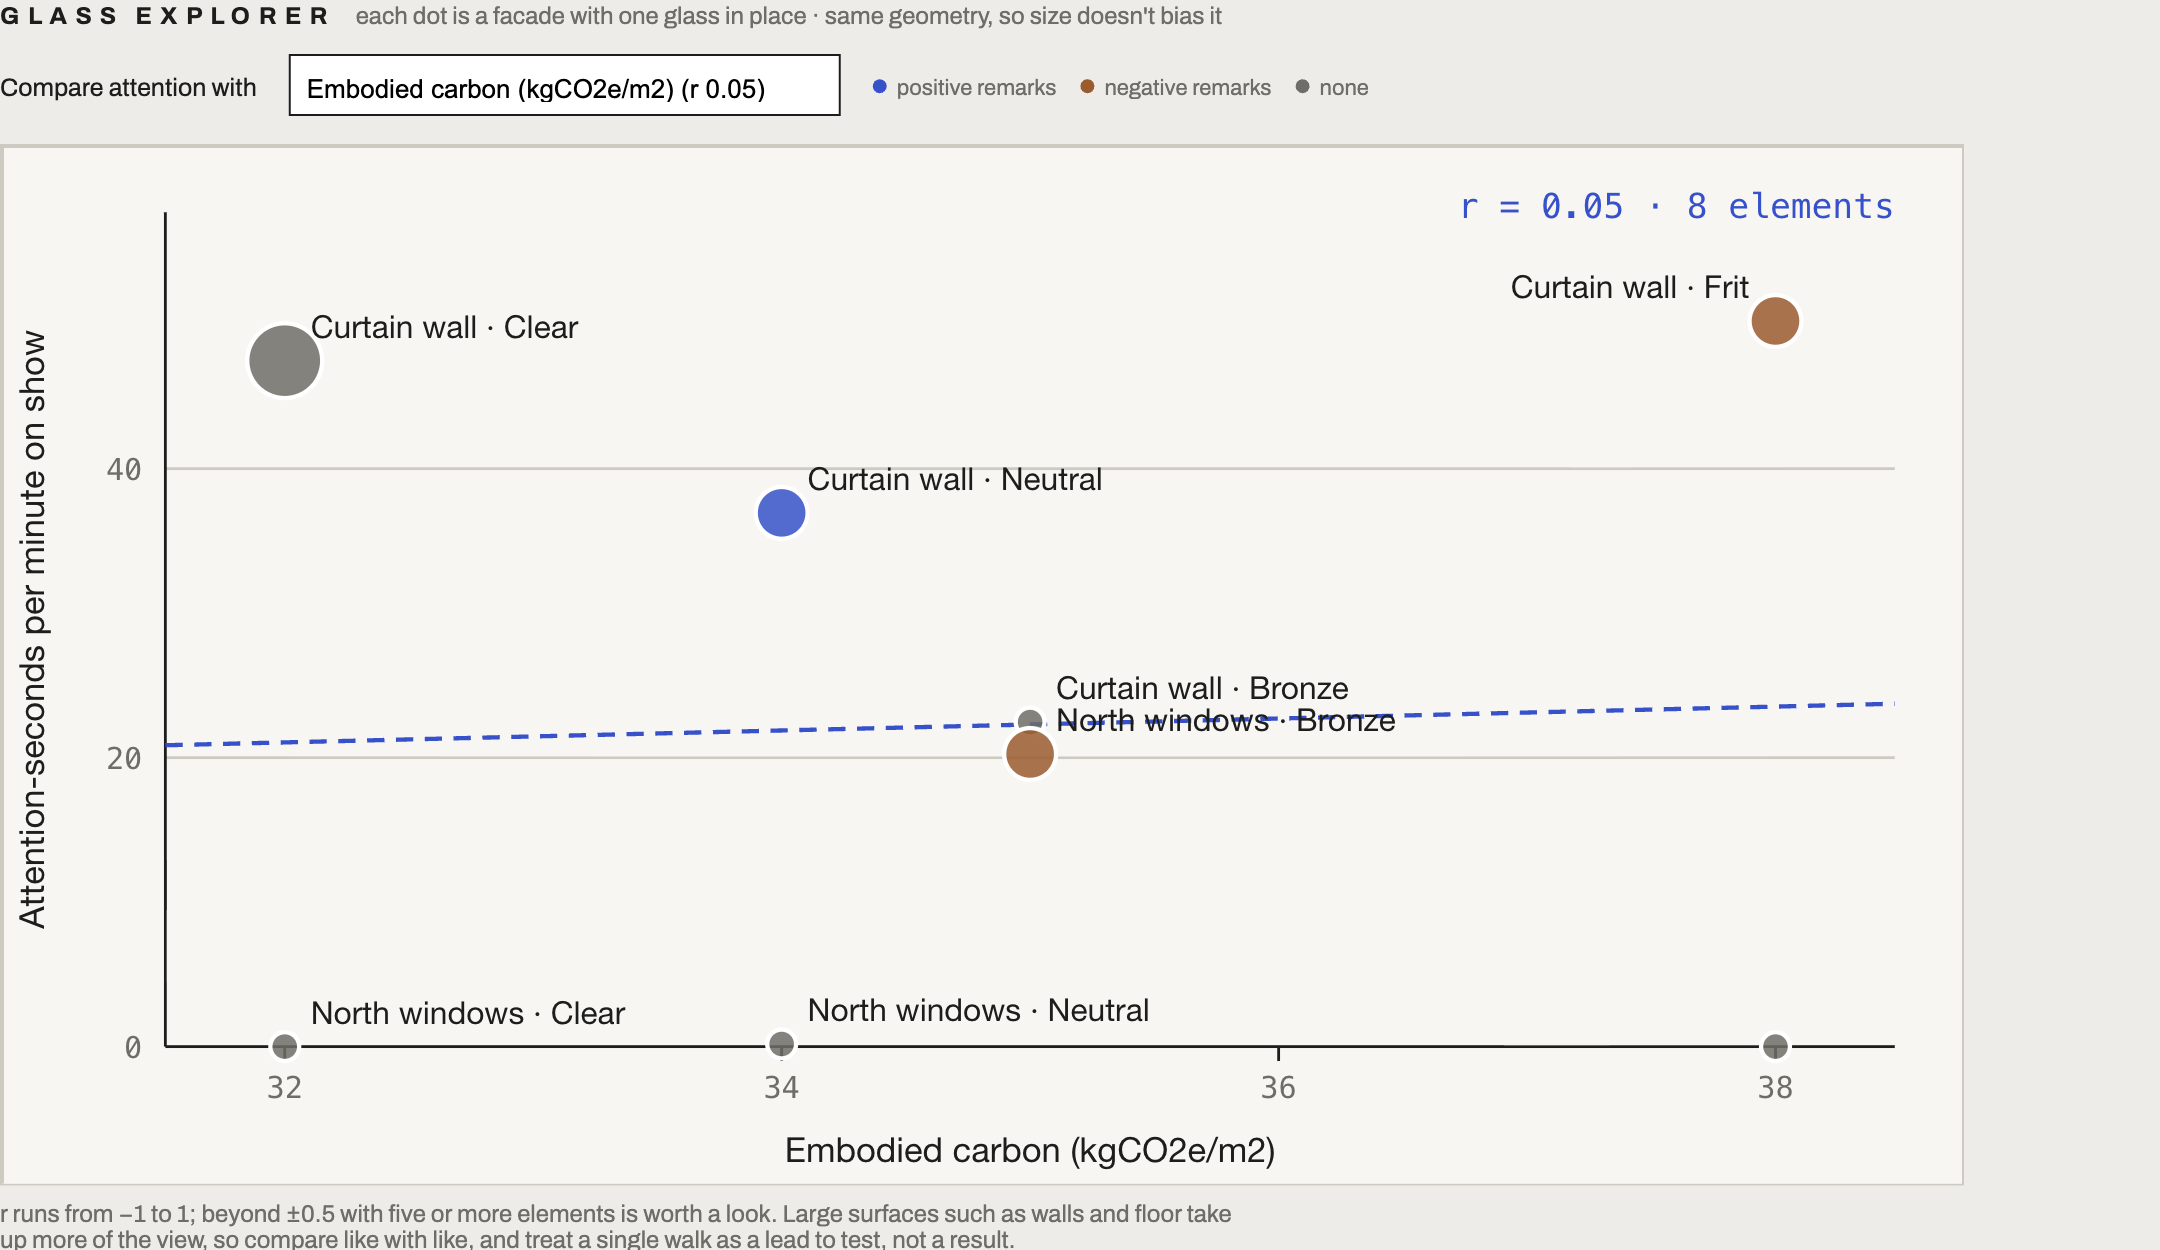 GLASS EXPLORER each dot is a facade with one glass in place · same geometry, so size doesn't bias it
Compare attention with Embodied carbon (kgCO2e/m2) (r 0.05) positive remarks negative remarks none
r = 0.05 · 8 elements
Curtain wall · Frit
Curtain wall · Clear
Attention-seconds per minute on show
40
Curtain wall · Neutral
Curtain wall · Bronze
North windows · Bronze
20
North windows · Clear
North windows · Neutral
0
32 34 36 38
Embodied carbon (kgCO2e/m2)
r runs from −1 to 1; beyond ±0.5 with five or more elements is worth a look. Large surfaces such as walls and floor take
up more of the view, so compare like with like, and treat a single walk as a lead to test, not a result.